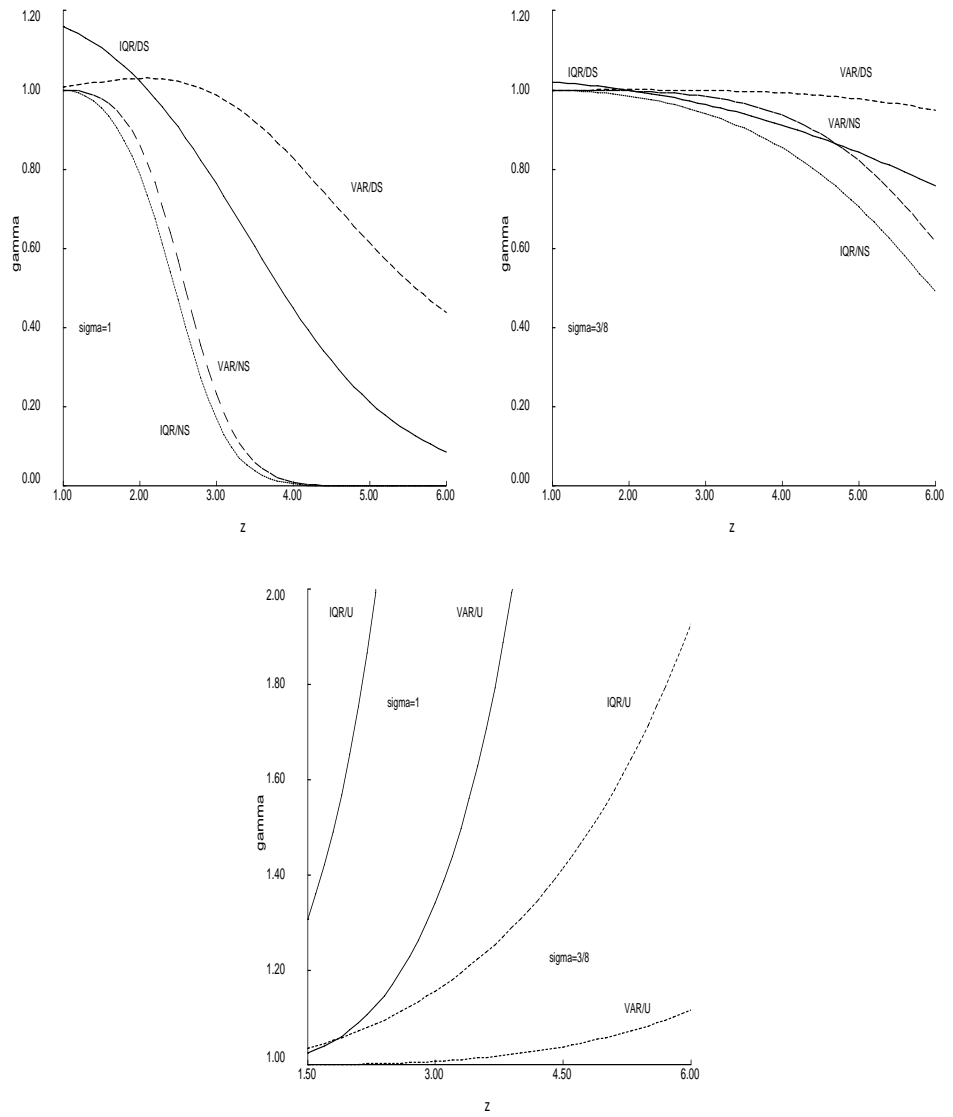 1.20
1.00
0.80
0.60
0.40
0.20
0.00
gamma
IQR/DS
VAR/DS
sigma=1
VAR/NS
IQR/NS
1.00 2.00 3.00 4.00 5.00 6.00
z
1.20
1.00
0.80
0.60
0.40
0.20
0.00
gamma
IQR/DS
VAR/DS
VAR/NS
IQR/NS
sigma=3/8
1.00 2.00 3.00 4.00 5.00 6.00
z
2.00
1.80
1.60
1.40
1.20
1.00
gamma
IQR/U
VAR/U
sigma=1
IQR/U
sigma=3/8
VAR/U
1.50 3.00 4.50 6.00
z